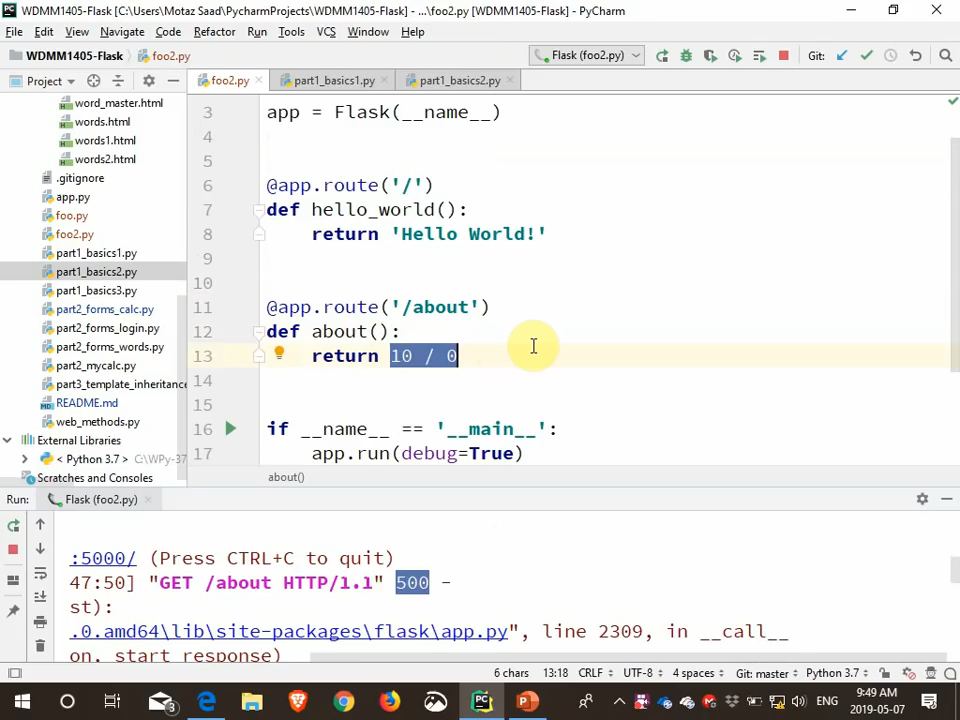 WDMM1405-Flask [C:\Users\Motaz Saad\PycharmProjects\WDMM1405-Flask] - ...\foo2.py [WDMM1405-Flask] - PyCharm
File Edit View Navigate Code Refactor Run Tools VCS Window Help
WDMM1405-Flask foo2.py Flask (foo2.py) Git:
Project foo2.py part1_basics1.py part1_basics2.py
word_master.html
words.html
words1.html
words2.html
.gitignore
app.py
foo.py
foo2.py
part1_basics1.py
part1_basics2.py
part1_basics3.py
part2_forms_calc.py
part2_forms_login.py
part2_forms_words.py
part2_mycalc.py
part3_template_inheritance
README.md
web_methods.py
External Libraries
< Python 3.7 > C:\WPy-37
Scratches and Consoles
3 app = Flask(__name__)
4
5
6 @app.route('/')
7 def hello_world():
8 return 'Hello World!'
9
10
11 @app.route('/about')
12 def about():
13 return 10 / 0
14
15
16 if __name__ == '__main__':
17 app.run(debug=True)
about()
Run: Flask (foo2.py)
:5000/ (Press CTRL+C to quit)
47:50] "GET /about HTTP/1.1" 500 -
st):
.0.amd64\lib\site-packages\flask\app.py", line 2309, in __call__
on, start_response)
6 chars 13:18 CRLF UTF-8 4 spaces Git: master Python 3.7
3 ENG 9:49 AM
2019-05-07